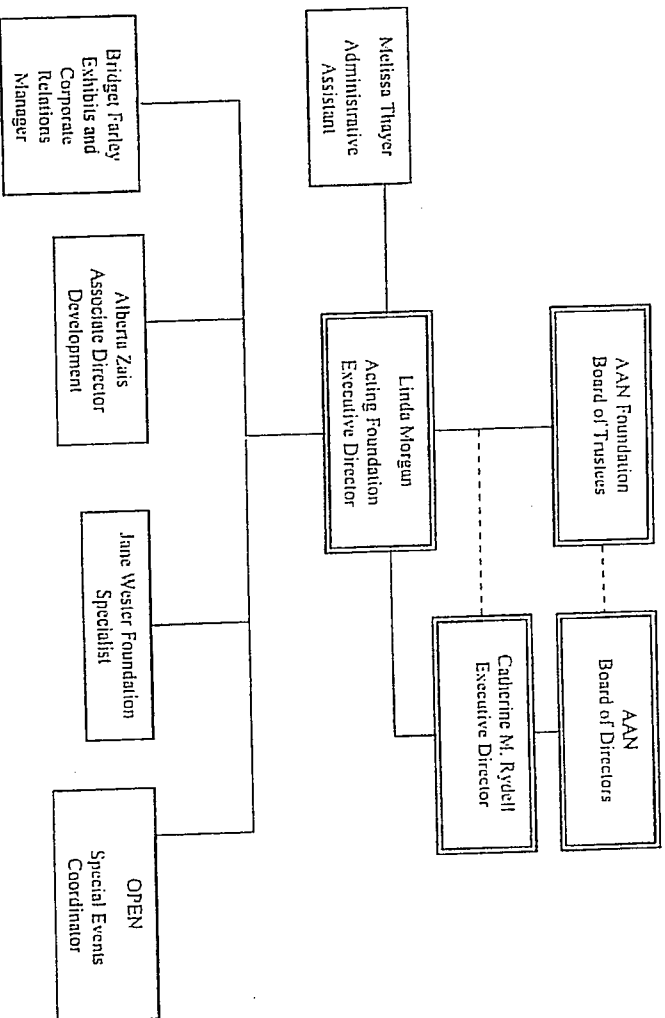 AAN Foundation
Board of Trustees
AAN
Board of Directors
Catherine M. Rydell
Executive Director
Melissa Thayer
Administrative
Assistant
Linda Morgan
Acting Foundation
Executive Director
Bridget Farley
Exhibits and
Corporate
Relations
Manager
Alberta Zais
Associate Director
Development
Jane Wester Foundation
Specialist
OPEN
Special Events
Coordinator